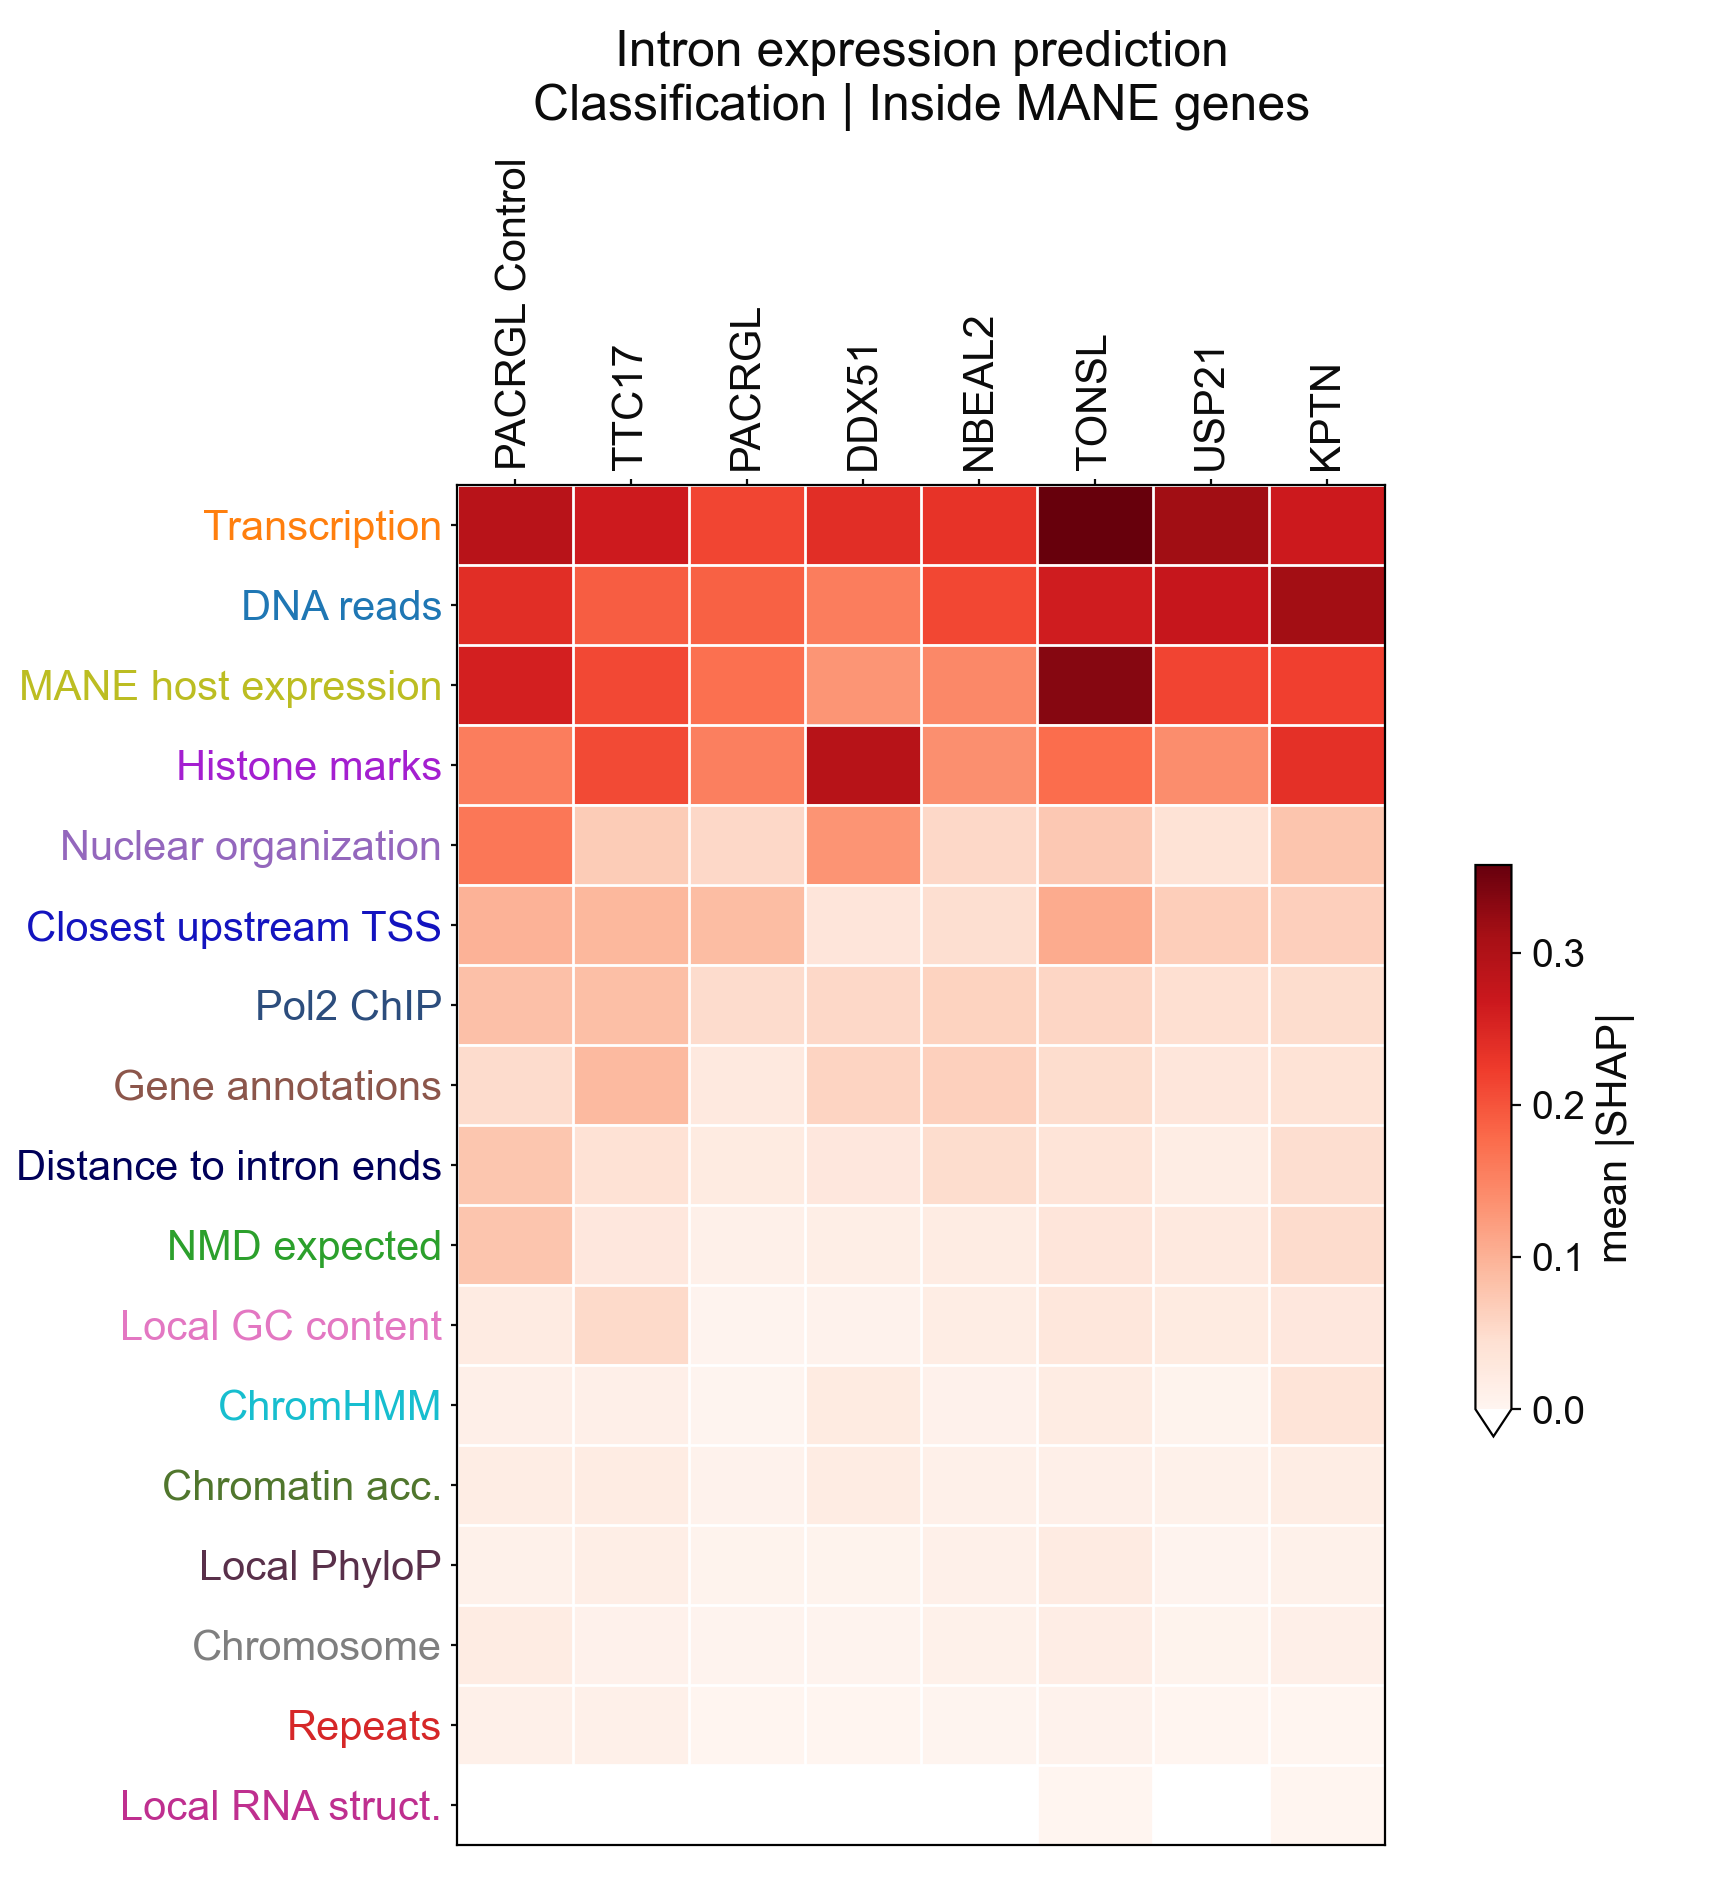 Intron expression prediction
Classification | Inside MANE genes
PACRGL Control
TTC17
PACRGL
DDX51
NBEAL2
TONSL
USP21
KPTN
Transcription
DNA reads
MANE host expression
Histone marks
Nuclear organization
Closest upstream TSS
Pol2 ChIP
Gene annotations
Distance to intron ends
NMD expected
Local GC content
ChromHMM
Chromatin acc.
Local PhyloP
Chromosome
Repeats
Local RNA struct.
0.3
0.2
0.1
0.0
mean |SHAP|